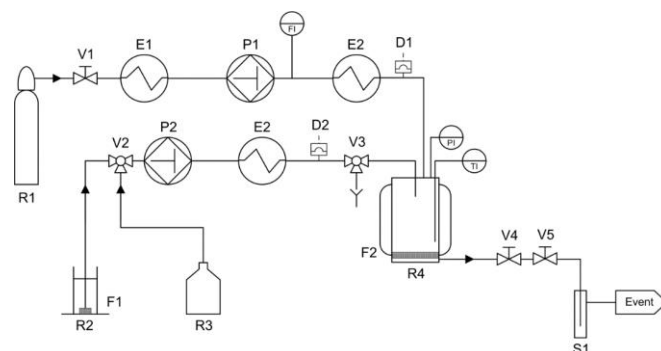 FI
V1
E1
P1
E2
D1
V2
P2
E2
D2
V3
PI
TI
R1
F2
R4
V4
V5
F1
R2
R3
Event
S1